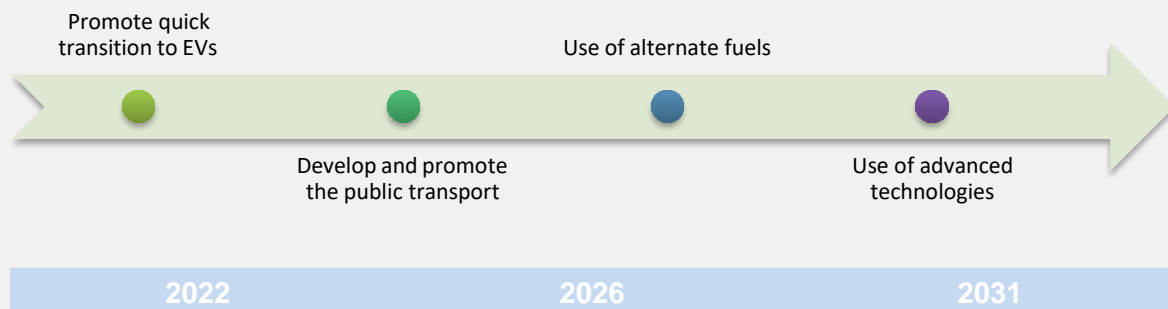 Promote quick
transition to EVs
Use of alternate fuels
Develop and promote
the public transport
Use of advanced
technologies
2022
2026
2031